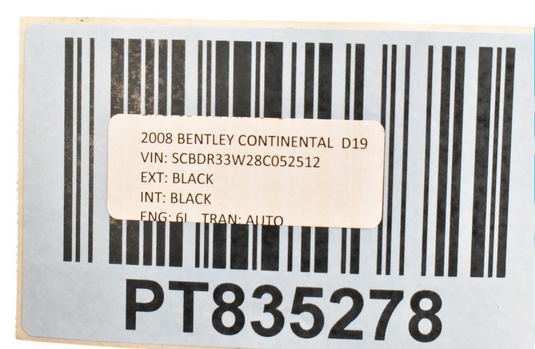 2008 BENTLEY CONTINENTAL D19
VIN: SCBDR33W28C052512
EXT: BLACK
INT: BLACK
ENG: 6L TRAN: AUTO
PT835278